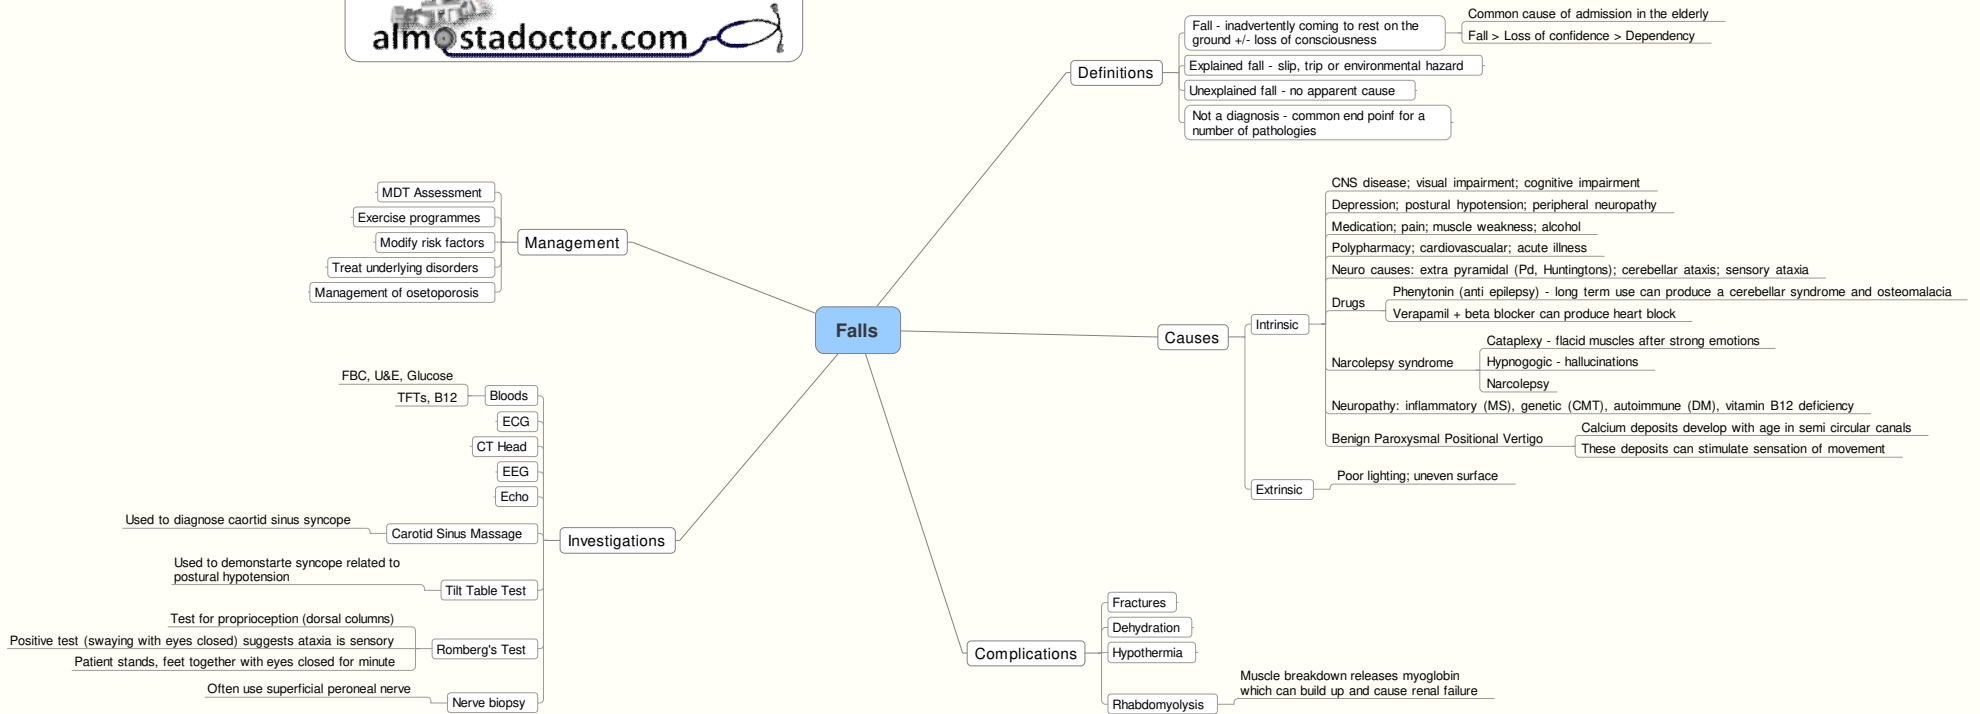 almostadoctor.com
Falls
Definitions
Fall - inadvertently coming to rest on the
ground +/- loss of consciousness
Common cause of admission in the elderly
Fall > Loss of confidence > Dependency
Explained fall - slip, trip or environmental hazard
Unexplained fall - no apparent cause
Not a diagnosis - common end poinf for a
number of pathologies
Causes
Intrinsic
CNS disease; visual impairment; cognitive impairment
Depression; postural hypotension; peripheral neuropathy
Medication; pain; muscle weakness; alcohol
Polypharmacy; cardiovascualar; acute illness
Neuro causes: extra pyramidal (Pd, Huntingtons); cerebellar ataxis; sensory ataxia
Drugs
Phenytonin (anti epilepsy) - long term use can produce a cerebellar syndrome and osteomalacia
Verapamil + beta blocker can produce heart block
Narcolepsy syndrome
Cataplexy - flacid muscles after strong emotions
Hypnogogic - hallucinations
Narcolepsy
Neuropathy: inflammatory (MS), genetic (CMT), autoimmune (DM), vitamin B12 deficiency
Benign Paroxysmal Positional Vertigo
Calcium deposits develop with age in semi circular canals
These deposits can stimulate sensation of movement
Extrinsic
Poor lighting; uneven surface
Complications
Fractures
Dehydration
Hypothermia
Rhabdomyolysis
Muscle breakdown releases myoglobin
which can build up and cause renal failure
Investigations
Bloods
FBC, U&E, Glucose
TFTs, B12
ECG
CT Head
EEG
Echo
Carotid Sinus Massage
Used to diagnose caortid sinus syncope
Tilt Table Test
Used to demonstarte syncope related to
postural hypotension
Romberg's Test
Test for proprioception (dorsal columns)
Positive test (swaying with eyes closed) suggests ataxia is sensory
Patient stands, feet together with eyes closed for minute
Nerve biopsy
Often use superficial peroneal nerve
Management
MDT Assessment
Exercise programmes
Modify risk factors
Treat underlying disorders
Management of osetoporosis